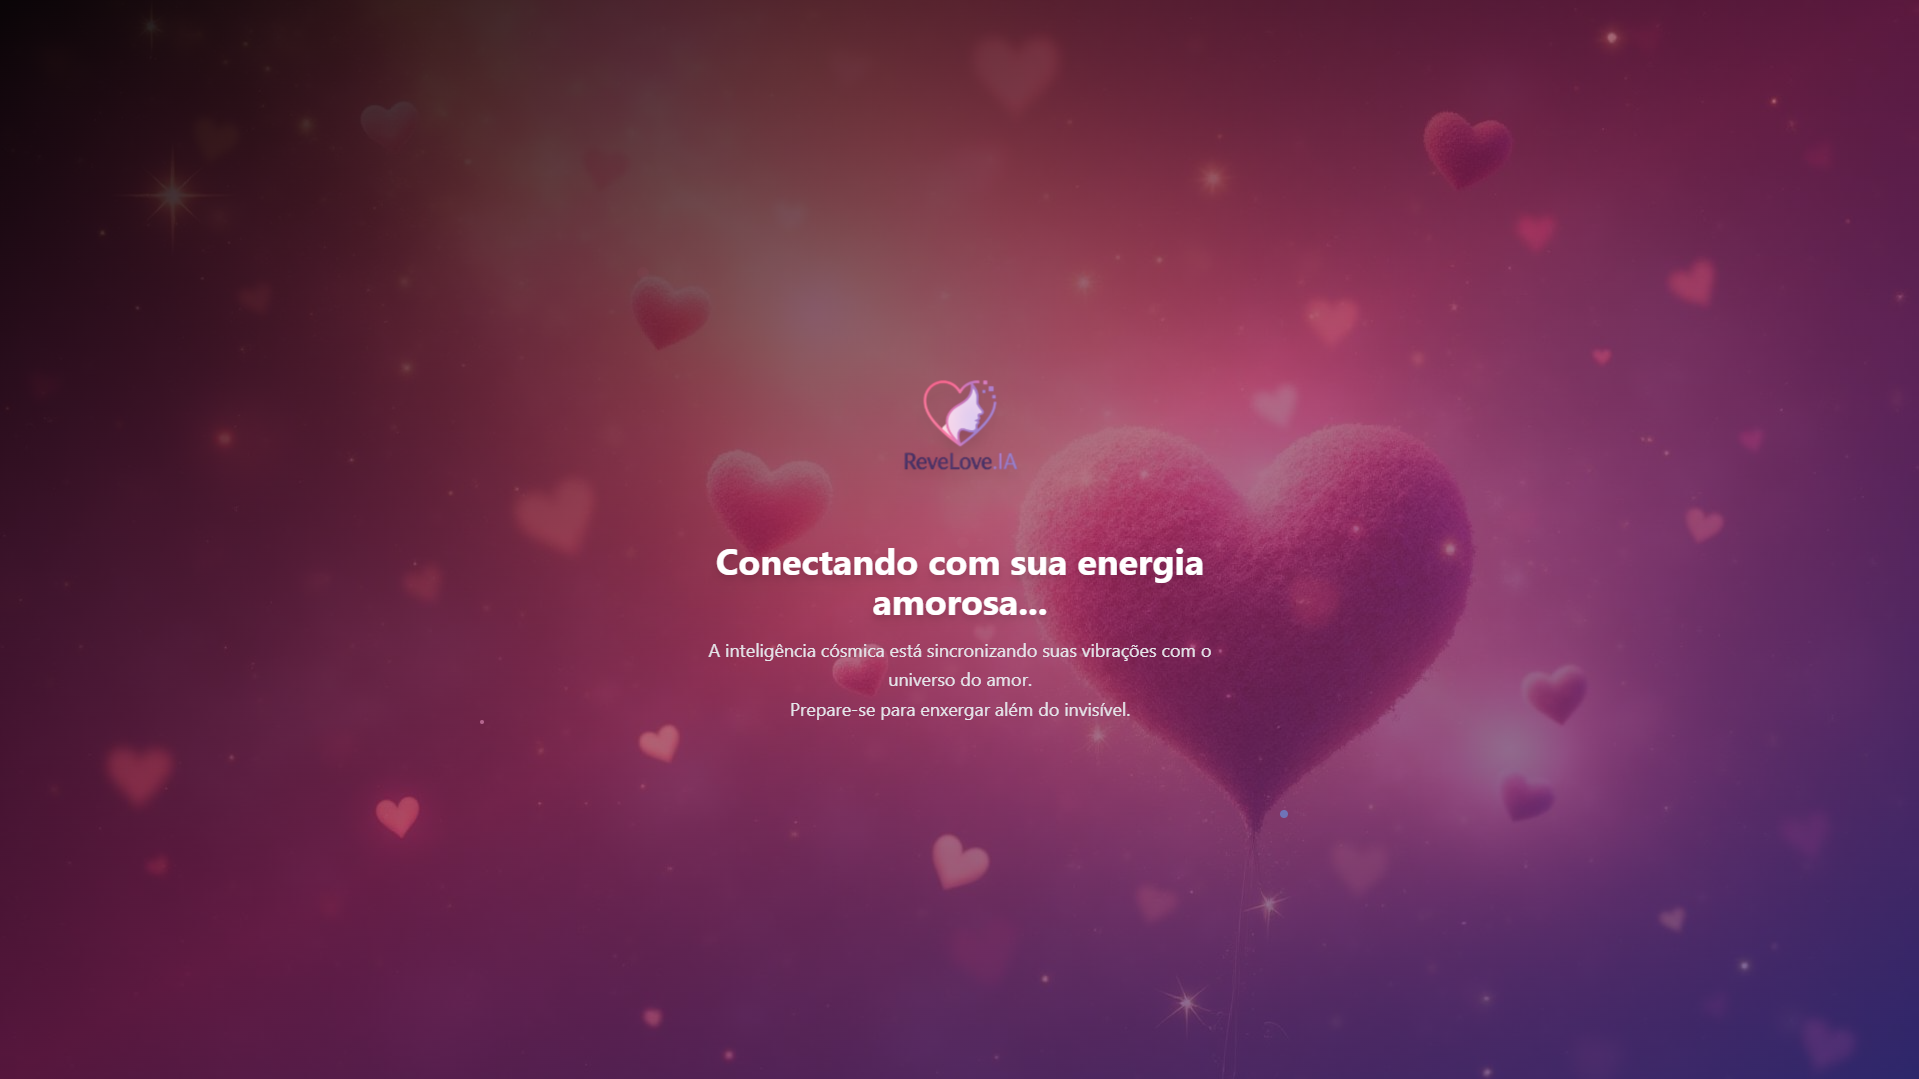 ReveLove.IA
Conectando com sua energia
amorosa...
A inteligência cósmica está sincronizando suas vibrações com o
universo do amor.
Prepare-se para enxergar além do invisível.